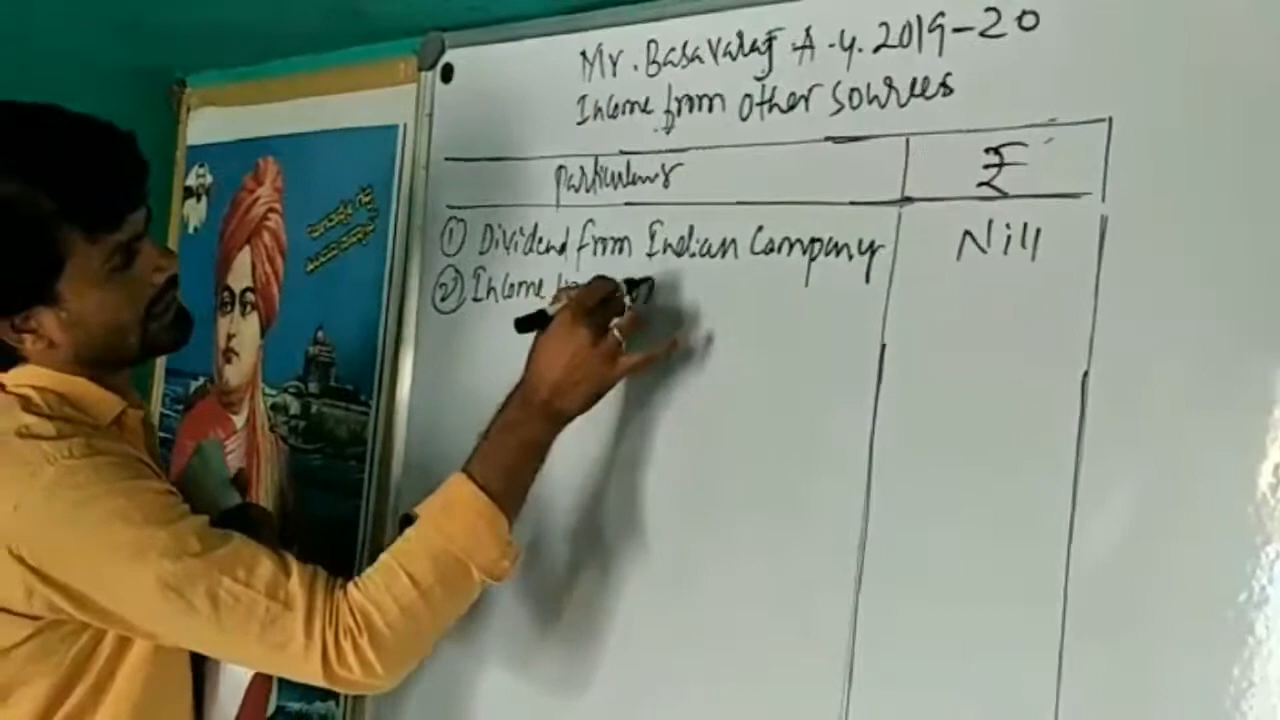 Mr. Basavaraj A.y. 2019-20
Income from other sources
particulars ₹
① Dividend from Indian Company Nill
② Income